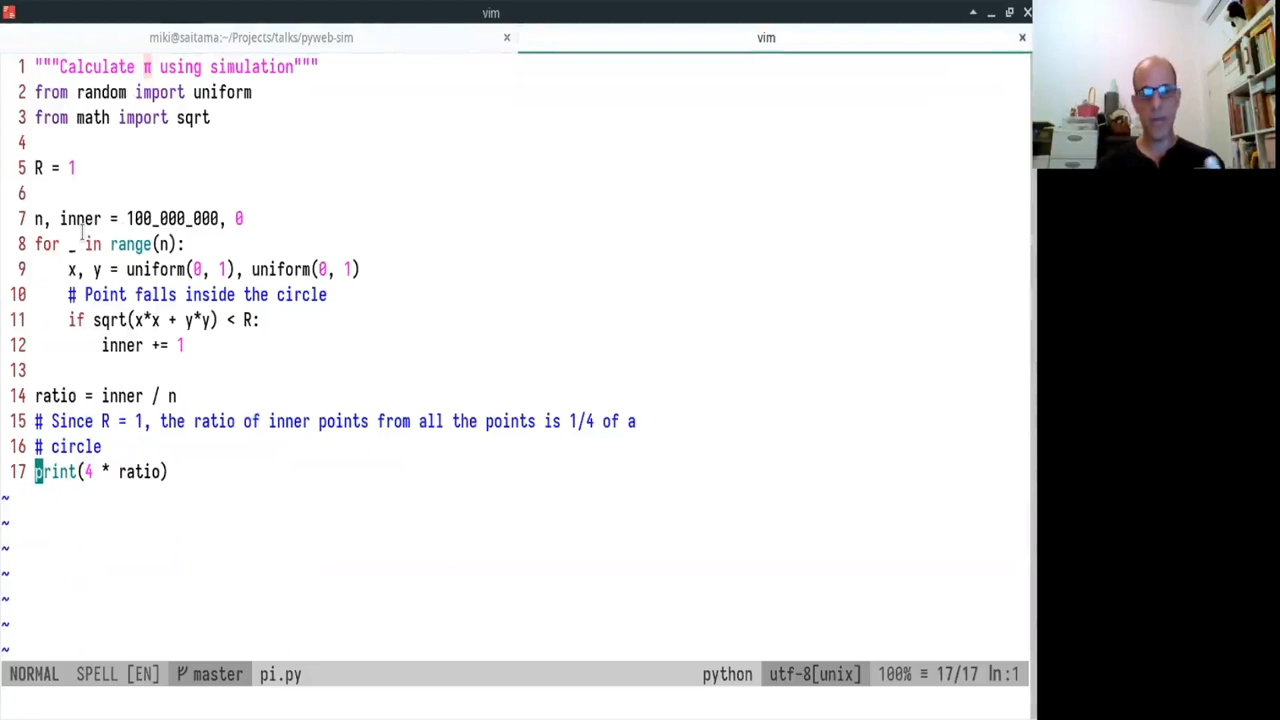 vim
miki@saitama:~/Projects/talks/pyweb-sim ×
vim ×
1 """Calculate π using simulation"""
2 from random import uniform
3 from math import sqrt
4
5 R = 1
6
7 n, inner = 100_000_000, 0
8 for _ in range(n):
9     x, y = uniform(0, 1), uniform(0, 1)
10     # Point falls inside the circle
11     if sqrt(x*x + y*y) < R:
12         inner += 1
13
14 ratio = inner / n
15 # Since R = 1, the ratio of inner points from all the points is 1/4 of a
16 # circle
17 print(4 * ratio)
~
~
~
~
~
~
~
NORMAL SPELL [EN] master pi.py python utf-8[unix] 100% ≡ 17/17 ln:1